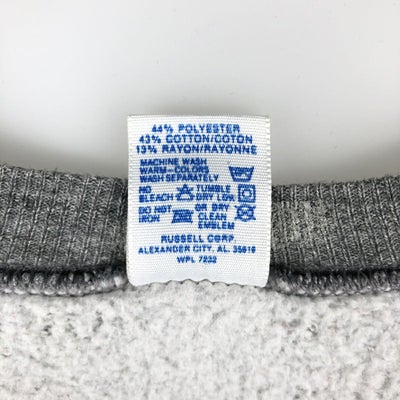 44% POLYESTER
43% COTTON/COTON
13% RAYON/RAYONNE
MACHINE WASH
WARM-COLORS
WASH SEPARATELY
NO TUMBLE
BLEACH DRY LOW
DO NOT OR DRY
IRON CLEAN
EMBLEM
RUSSELL CORP.
ALEXANDER CITY, AL. 35010
WPL 7232